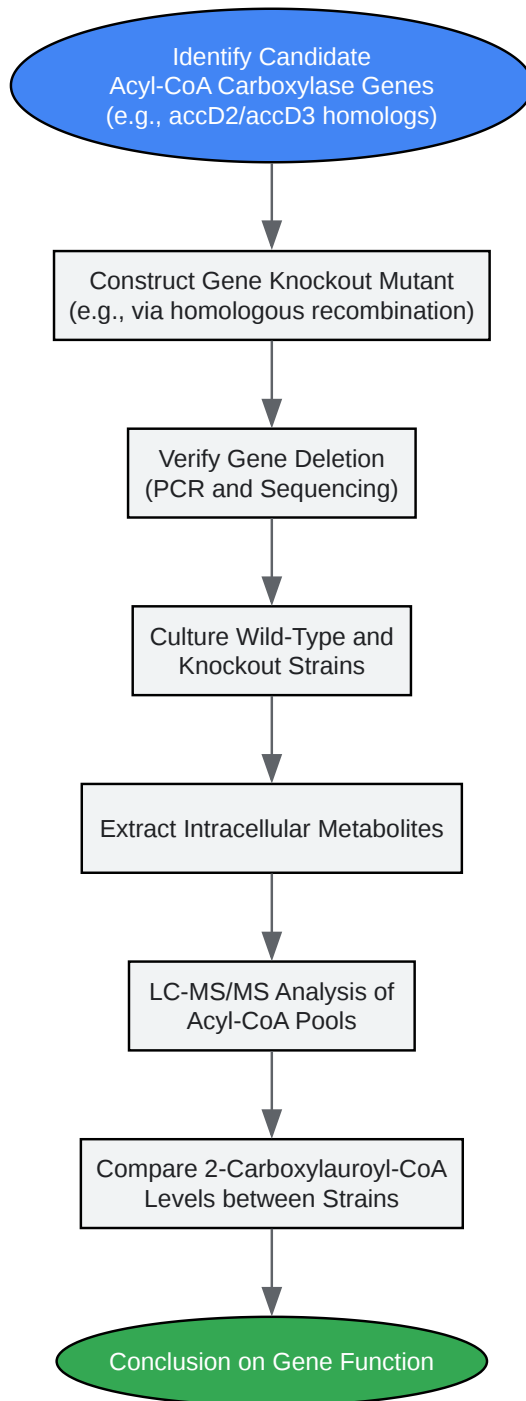 Identify Candidate
Acyl-CoA Carboxylase Genes
(e.g., accD2/accD3 homologs)
Construct Gene Knockout Mutant
(e.g., via homologous recombination)
Verify Gene Deletion
(PCR and Sequencing)
Culture Wild-Type and
Knockout Strains
Extract Intracellular Metabolites
LC-MS/MS Analysis of
Acyl-CoA Pools
Compare 2-Carboxylauroyl-CoA
Levels between Strains
Conclusion on Gene Function